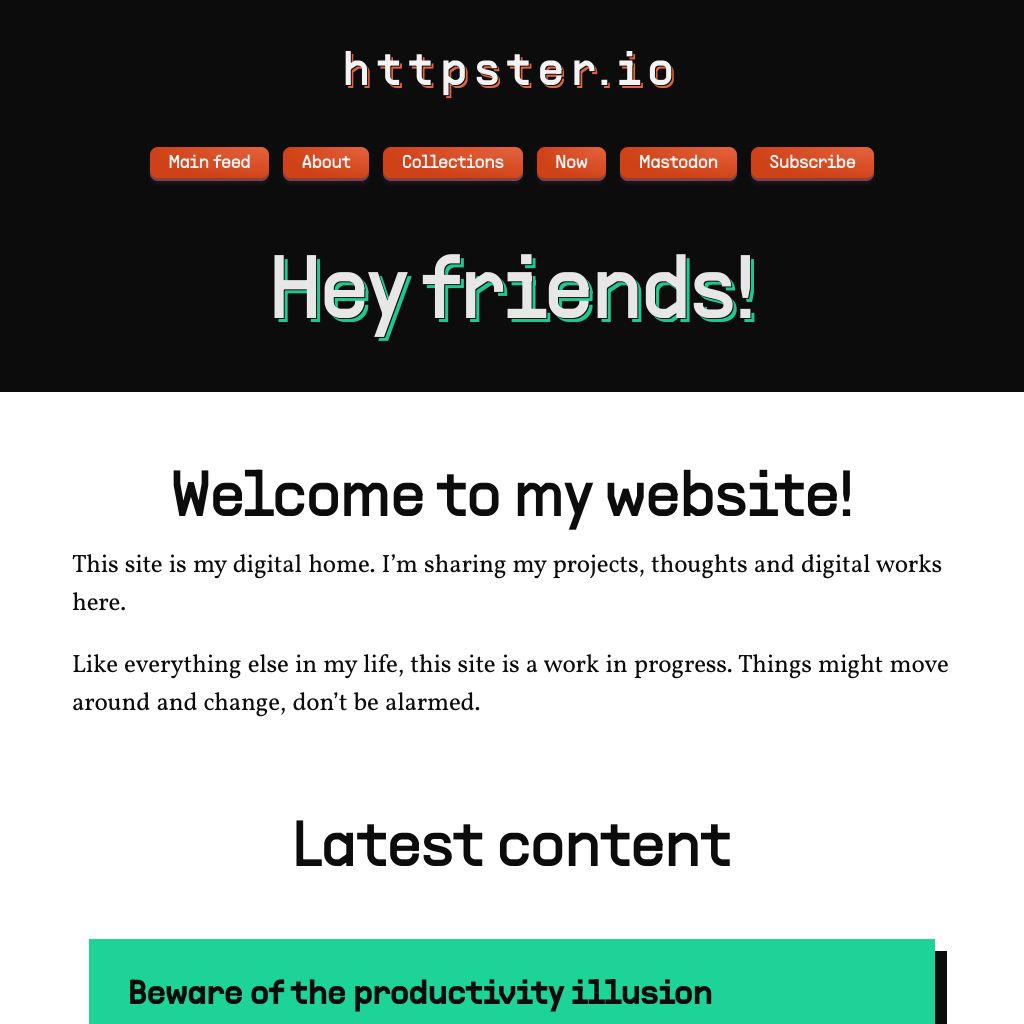 httpster.io
Main feed About Collections Now Mastodon Subscribe
Hey friends!
Welcome to my website!
This site is my digital home. I’m sharing my projects, thoughts and digital works
here.
Like everything else in my life, this site is a work in progress. Things might move
around and change, don’t be alarmed.
Latest content
Beware of the productivity illusion